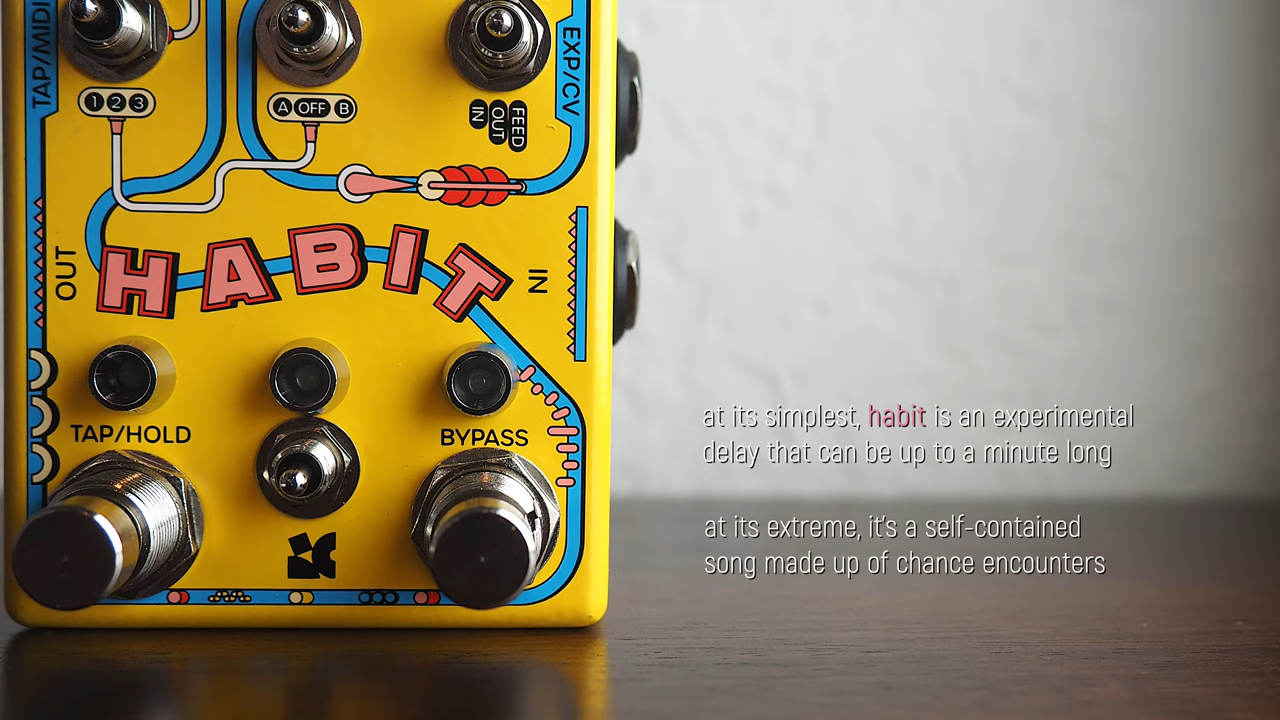 TAP/MIDI
EXP/CV
1 2 3
A OFF B
IN
OUT
FEED
OUT
HABIT
IN
TAP/HOLD
BYPASS
at its simplest, habit is an experimental
delay that can be up to a minute long
at its extreme, it's a self-contained
song made up of chance encounters